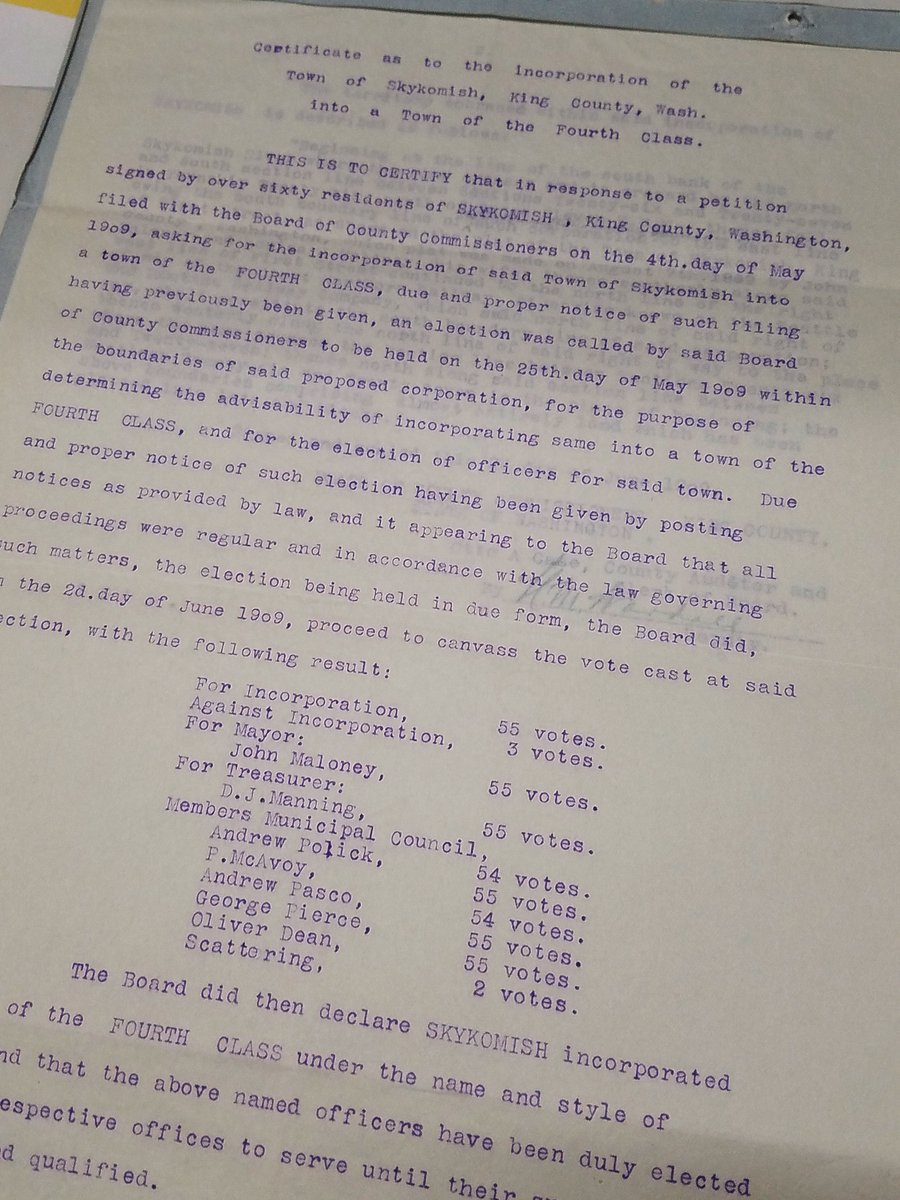 Certificate as to the Incorporation of the
Town of Skykomish, King County, Wash.
into a Town of the Fourth Class.
THIS IS TO CERTIFY that in response to a petition
signed by over sixty residents of SKYKOMISH , King County, Washington,
filed with the Board of County Commissioners on the 4th.day of May
19o9, asking for the incorporation of said Town of Skykomish into
a town of the FOURTH CLASS, due and proper notice of such filing
having previously been given, an election was called by said Board
of County Commissioners to be held on the 25th.day of May 19o9 within
the boundaries of said proposed corporation, for the purpose of
determining the advisability of incorporating same into a town of the
FOURTH CLASS, and for the election of officers for said town. Due
and proper notice of such election having been given by posting
notices as provided by law, and it appearing to the Board that all
proceedings were regular and in accordance with the law governing
uch matters, the election being held in due form, the Board did,
n the 2d.day of June 19o9, proceed to canvass the vote cast at said
ection, with the following result:
For Incorporation, 55 votes.
Against Incorporation, 3 votes.
For Mayor:
John Maloney, 55 votes.
For Treasurer:
D.J.Manning, 55 votes.
Members Municipal Council,
Andrew Polick, 54 votes.
P.McAvoy, 55 votes.
Andrew Pasco, 54 votes.
George Pierce, 55 votes.
Oliver Dean, 55 votes.
Scattering, 2 votes.
The Board did then declare SKYKOMISH incorporated
of the FOURTH CLASS under the name and style of
nd that the above named officers have been duly elected
espective offices to serve until their
d qualified.